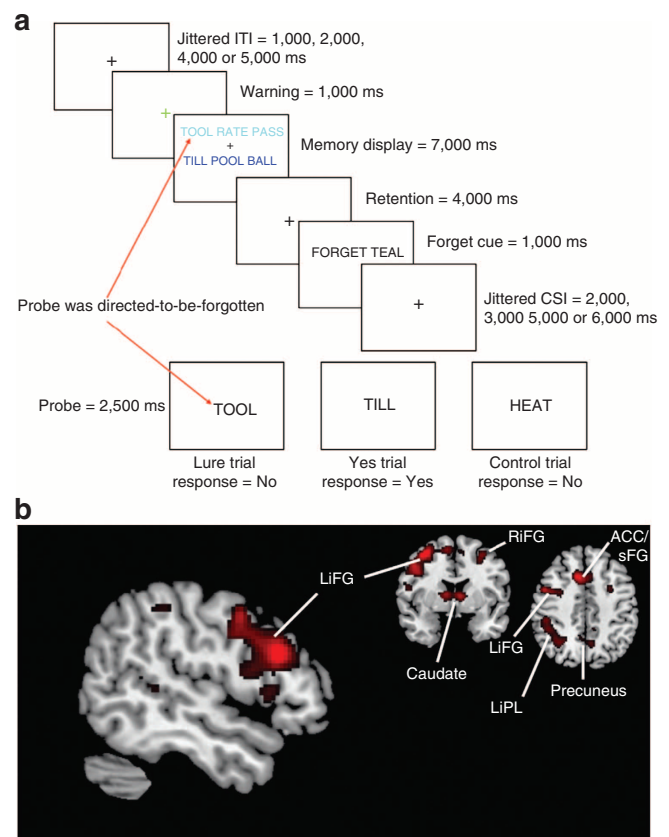 a
+
Jittered ITI = 1,000, 2,000,
4,000 or 5,000 ms
+
Warning = 1,000 ms
TOOL RATE PASS
+
TILL POOL BALL
Memory display = 7,000 ms
+
Retention = 4,000 ms
FORGET TEAL
Forget cue = 1,000 ms
+
Jittered CSI = 2,000,
3,000 5,000 or 6,000 ms
Probe was directed-to-be-forgotten
Probe = 2,500 ms
TOOL
TILL
HEAT
Lure trial
response = No
Yes trial
response = Yes
Control trial
response = No
b
LiFG
RiFG
ACC/
sFG
Caudate
LiFG
LiPL
Precuneus